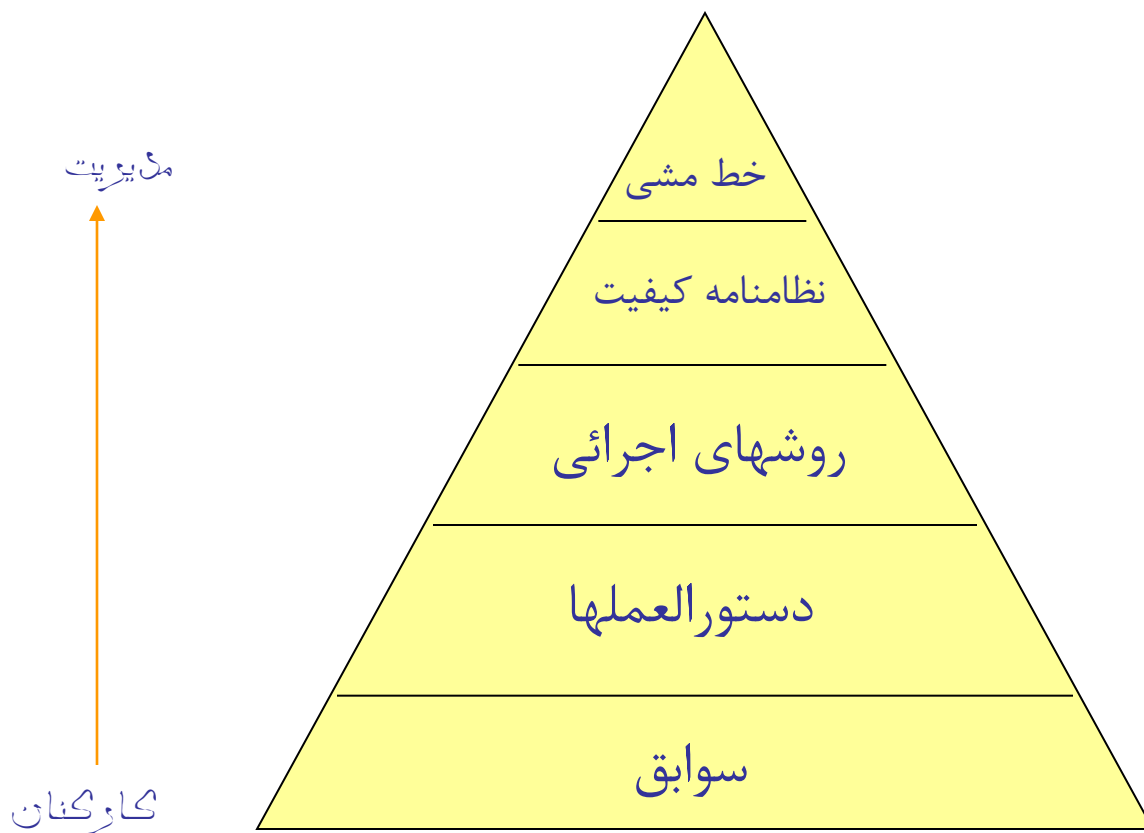 مدیریت
خط مشی
نظامنامه کیفیت
روشهای اجرائی
دستورالعملها
سوابق
کارکنان